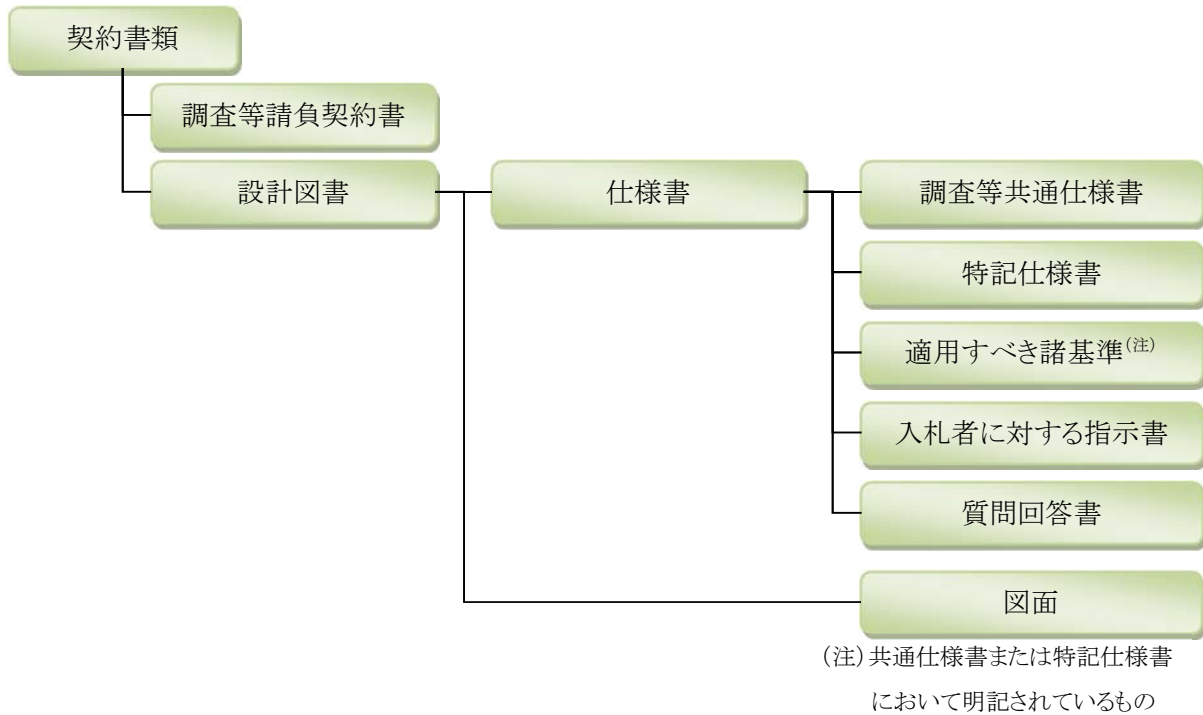 契約書類
調査等請負契約書
設計図書
仕様書
調査等共通仕様書
特記仕様書
適用すべき諸基準(注)
入札者に対する指示書
質問回答書
図面
(注)共通仕様書または特記仕様書
において明記されているもの